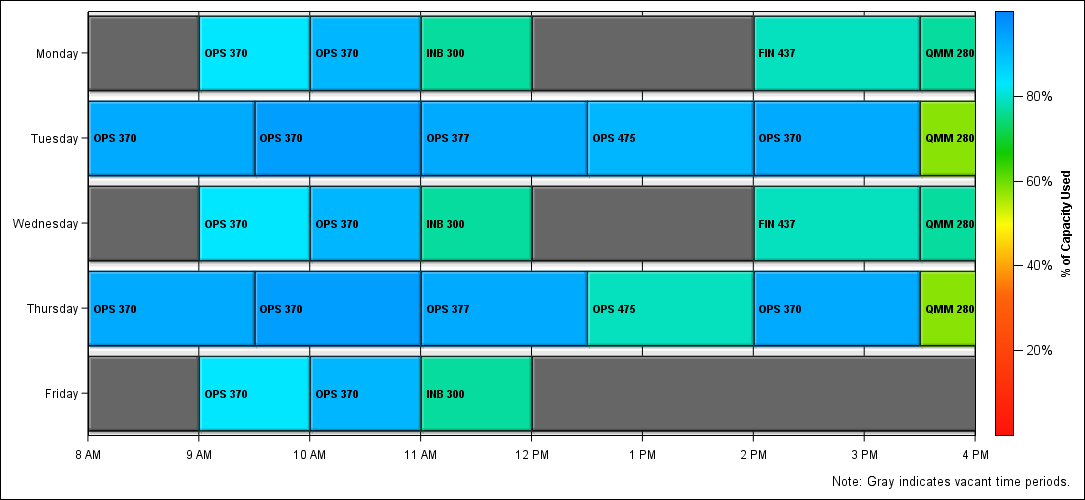 Monday
OPS 370
OPS 370
INB 300
FIN 437
QMM 280
80%
Tuesday
OPS 370
OPS 370
OPS 377
OPS 475
OPS 370
QMM 280
60%
Wednesday
OPS 370
OPS 370
INB 300
FIN 437
QMM 280
% of Capacity Used
40%
Thursday
OPS 370
OPS 370
OPS 377
OPS 475
OPS 370
QMM 280
20%
Friday
OPS 370
OPS 370
INB 300
8 AM
9 AM
10 AM
11 AM
12 PM
1 PM
2 PM
3 PM
4 PM
Note: Gray indicates vacant time periods.